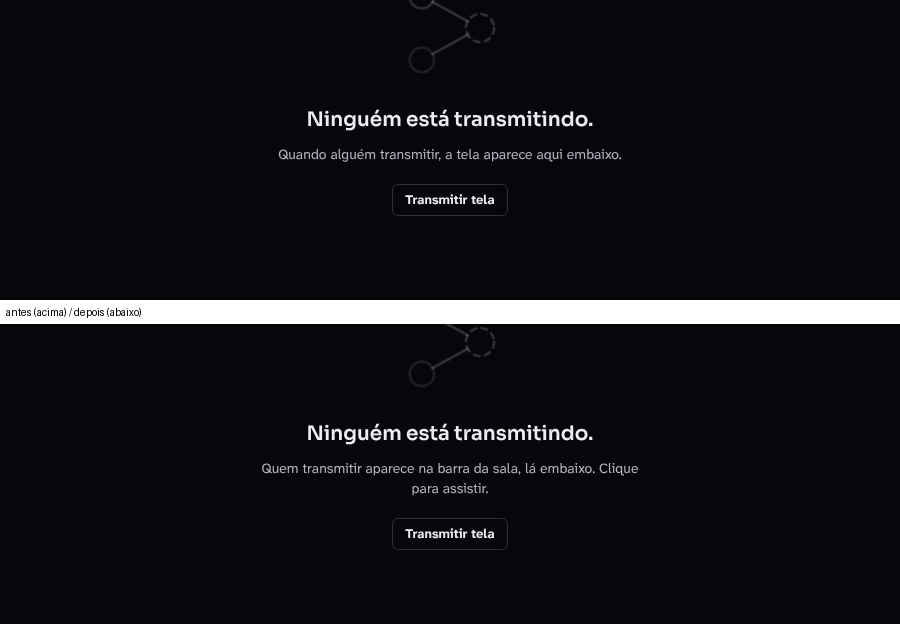 Ninguém está transmitindo.
Quando alguém transmitir, a tela aparece aqui embaixo.
Transmitir tela
antes (acima) / depois (abaixo)
Ninguém está transmitindo.
Quem transmitir aparece na barra da sala, lá embaixo. Clique
para assistir.
Transmitir tela